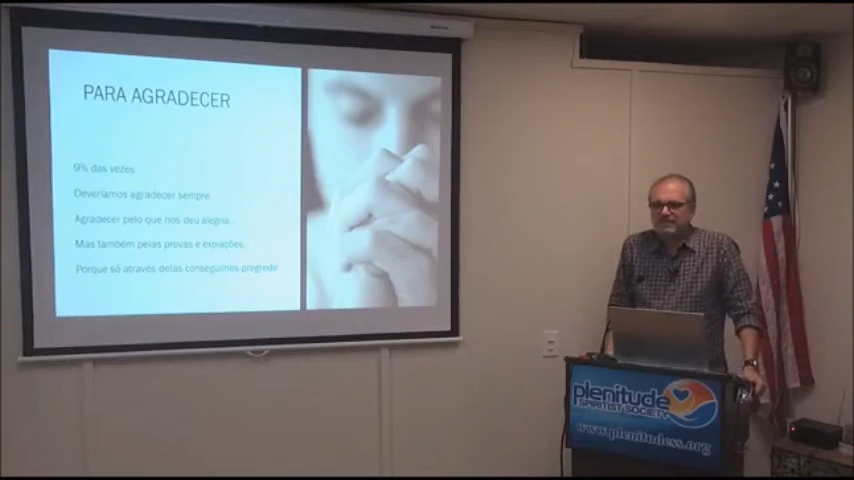 PARA AGRADECER
9% das vezes
Deveríamos agradecer sempre
Agradecer pelo que nos deu alegria...
Mas também pelas provas e expiações
Porque só através delas conseguimos progredir
plenitude
SPIRITIST SOCIETY
www.plenitudess.org